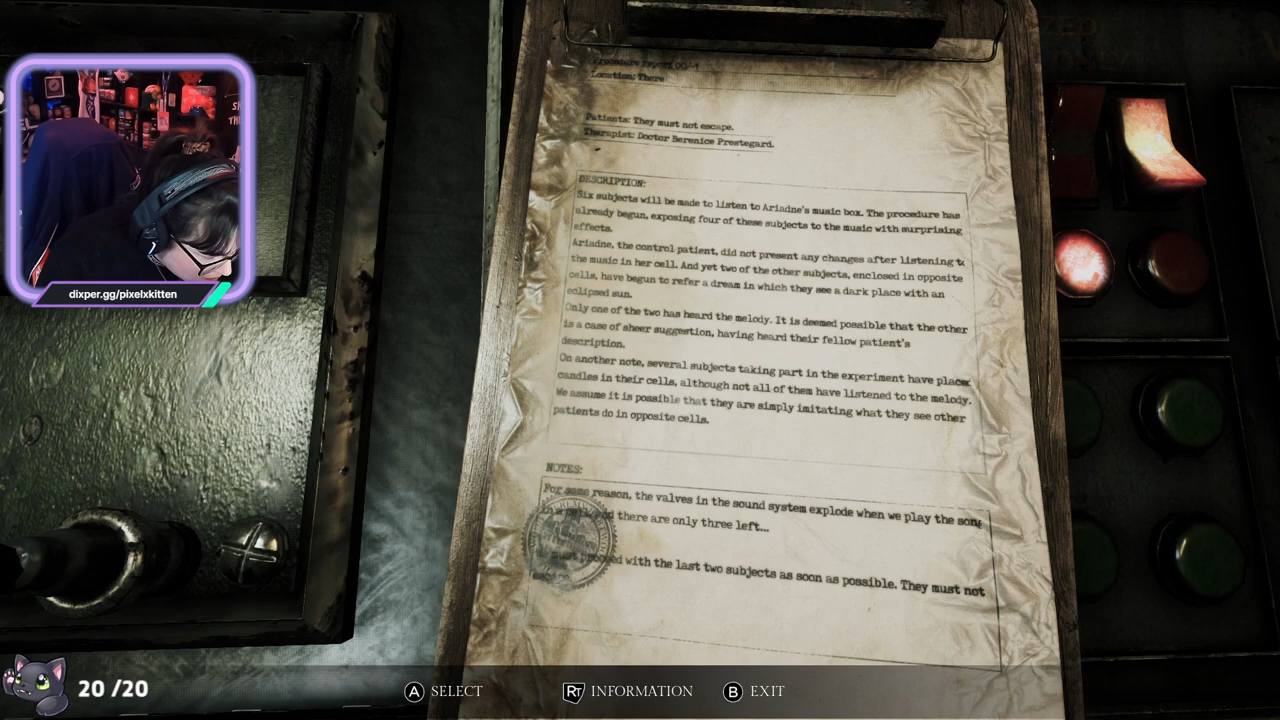 Procedure report 00/-1
Location: There
Patients: They must not escape.
Therapist: Doctor Berenice Prestegard.
DESCRIPTION:
Six subjects will be made to listen to Ariadne's music box. The procedure has
already begun, exposing four of these subjects to the music with surprising
effects.
Ariadne, the control patient, did not present any changes after listening t
the music in her cell. And yet two of the other subjects, enclosed in opposite
cells, have begun to refer a dream in which they see a dark place with an
eclipsed sun.
Only one of the two has heard the melody. It is deemed possible that the other
is a case of sheer suggestion, having heard their fellow patient's
description.
On another note, several subjects taking part in the experiment have place
candles in their cells, although not all of them have listened to the melody.
We assume it is possible that they are simply imitating what they see other
patients do in opposite cells.
NOTES:
For some reason, the valves in the sound system explode when we play the song
there are only three left...
must proceed with the last two subjects as soon as possible. They must not
dixper.gg/pixelxkitten
20 /20
A SELECT
RT INFORMATION
B EXIT